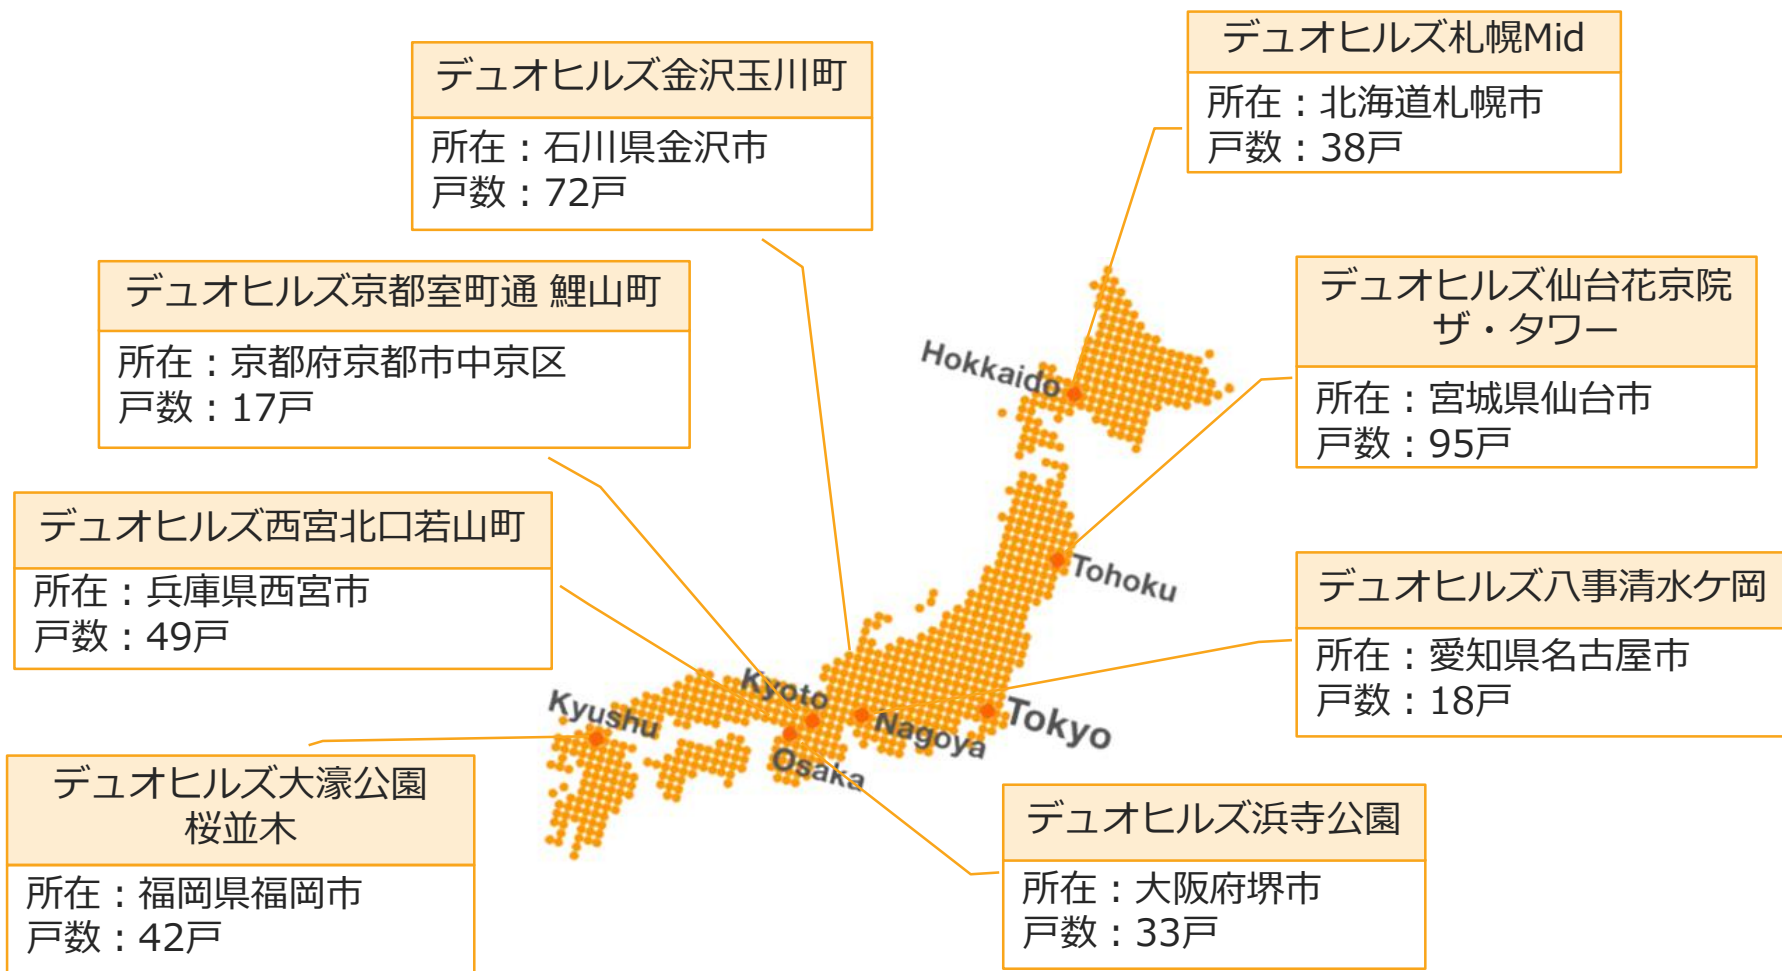 デュオヒルズ札幌Mid
所在：北海道札幌市
戸数：38戸
デュオヒルズ金沢玉川町
所在：石川県金沢市
戸数：72戸
デュオヒルズ京都室町通 鯉山町
所在：京都府京都市中京区
戸数：17戸
デュオヒルズ仙台花京院
ザ・タワー
所在：宮城県仙台市
戸数：95戸
デュオヒルズ西宮北口若山町
所在：兵庫県西宮市
戸数：49戸
デュオヒルズ八事清水ケ岡
所在：愛知県名古屋市
戸数：18戸
デュオヒルズ大濠公園
桜並木
所在：福岡県福岡市
戸数：42戸
デュオヒルズ浜寺公園
所在：大阪府堺市
戸数：33戸
Hokkaido
Tohoku
Tokyo
Nagoya
Kyoto
Osaka
Kyushu